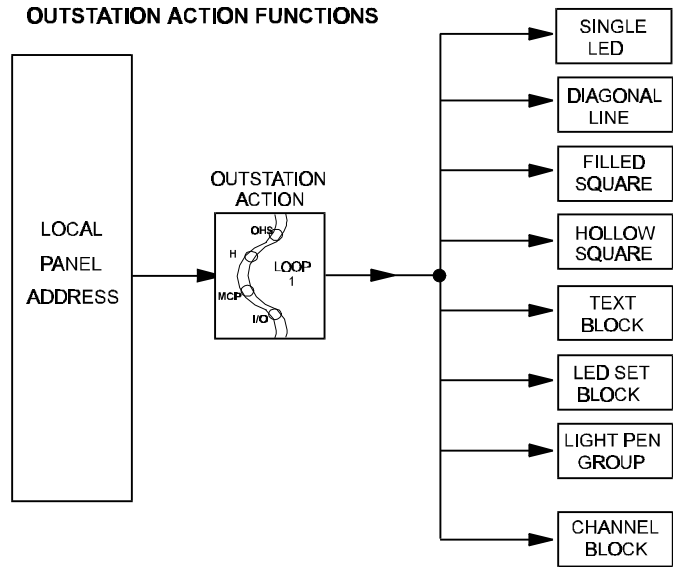 OUTSTATION ACTION FUNCTIONS
LOCAL
PANEL
ADDRESS
OUTSTATION
ACTION
OHS
H
LOOP
1
MCP
I/O
SINGLE
LED
DIAGONAL
LINE
FILLED
SQUARE
HOLLOW
SQUARE
TEXT
BLOCK
LED SET
BLOCK
LIGHT PEN
GROUP
CHANNEL
BLOCK